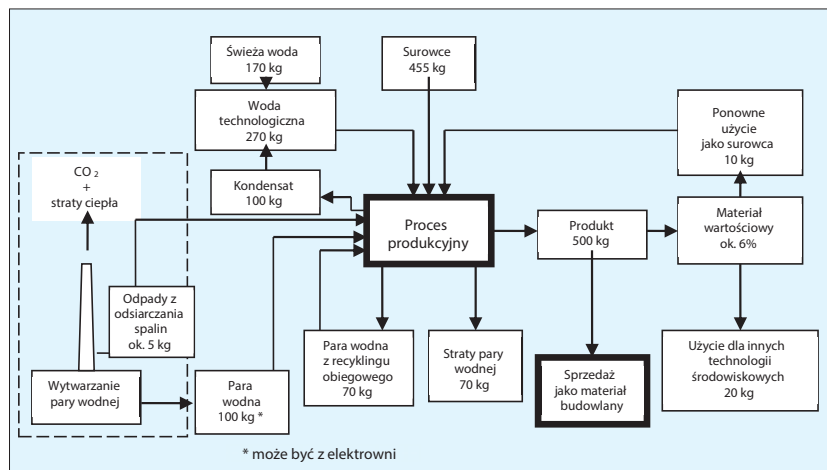 Świeża woda
170 kg
Surowce
455 kg
Woda
technologiczna
270 kg
Ponowne
użycie
jako surowca
10 kg
CO 2
+
straty ciepła
Kondensat
100 kg
Proces
produkcyjny
Produkt
500 kg
Materiał
wartościowy
ok. 6%
Odpady z
odsiarczania
spalin
ok. 5 kg
Wytwarzanie
pary wodnej
Para
wodna
100 kg *
Para wodna
z recyklingu
obiegowego
70 kg
Straty pary
wodnej
70 kg
Sprzedaż
jako materiał
budowlany
Użycie dla innych
technologii
środowiskowych
20 kg
* może być z elektrowni